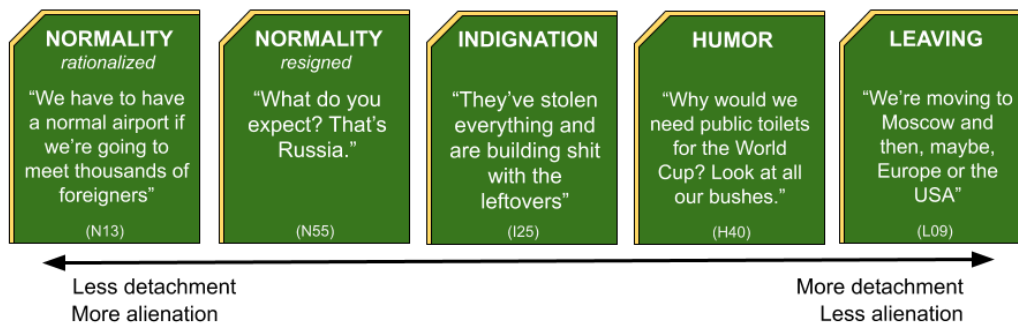 NORMALITY
rationalized
“We have to have
a normal airport if
we’re going to
meet thousands of
foreigners”
(N13)
NORMALITY
resigned
“What do you
expect? That’s
Russia.”
(N55)
INDIGNATION
“They’ve stolen
everything and
are building shit
with the
leftovers”
(I25)
HUMOR
“Why would we
need public toilets
for the World
Cup? Look at all
our bushes.”
(H40)
LEAVING
“We’re moving to
Moscow and
then, maybe,
Europe or the
USA”
(L09)
Less detachment
More alienation
More detachment
Less alienation